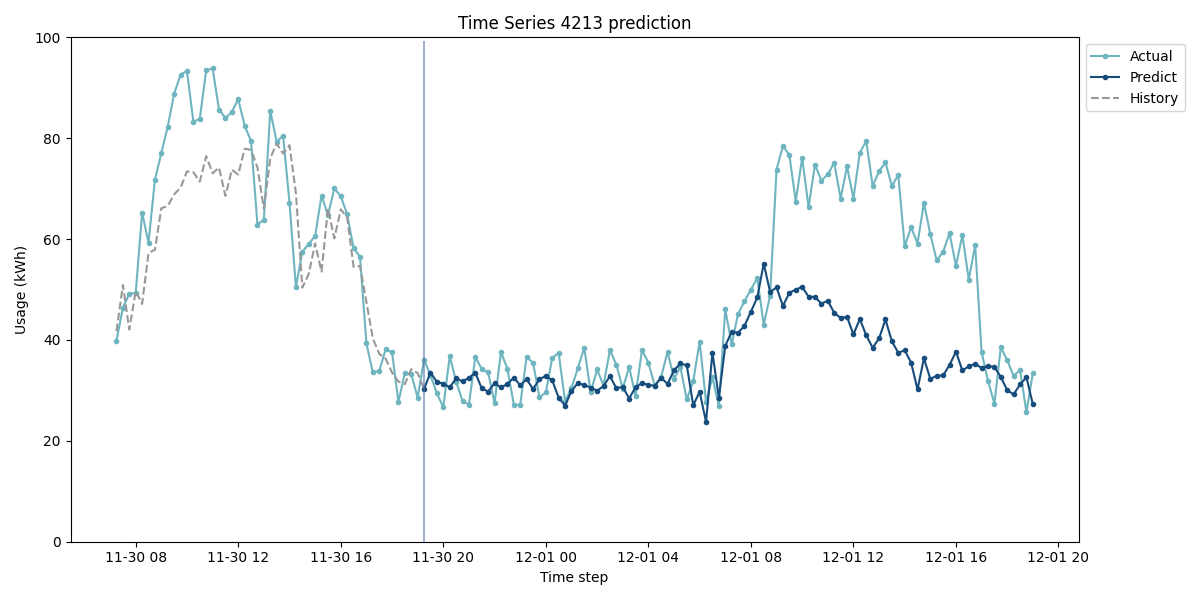 Time Series 4213 prediction
Actual
Predict
History
Usage (kWh)
100
80
60
40
20
0
11-30 08 11-30 12 11-30 16 11-30 20 12-01 00 12-01 04 12-01 08 12-01 12 12-01 16 12-01 20
Time step